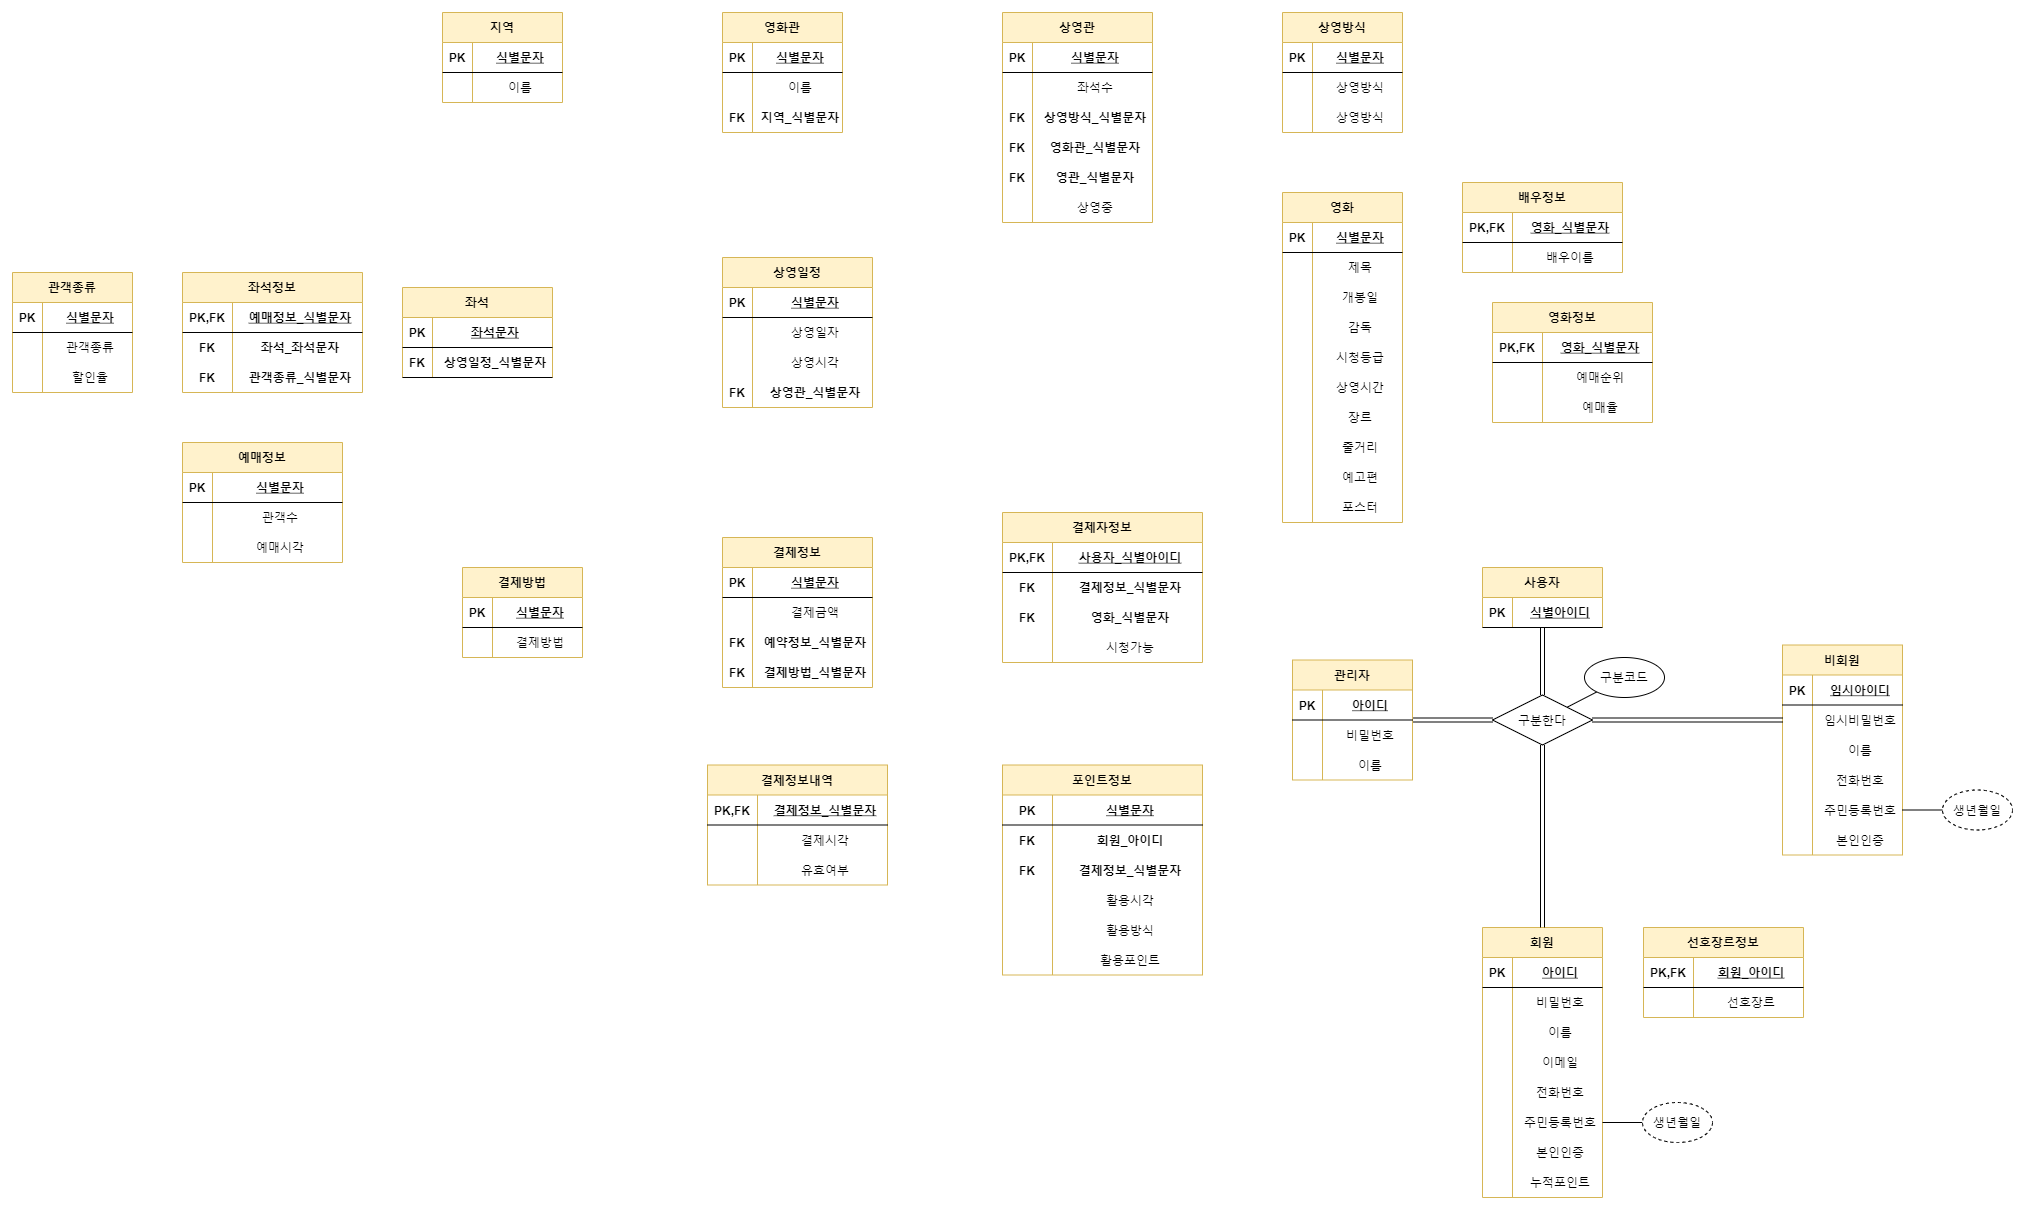 지역
PK 식별문자
이름
영화관
PK 식별문자
이름
FK 지역_식별문자
상영관
PK 식별문자
좌석수
FK 상영방식_식별문자
FK 영화관_식별문자
FK 영관_식별문자
상영중
상영방식
PK 식별문자
상영방식
상영방식
영화
PK 식별문자
제목
개봉일
감독
시청등급
상영시간
장르
줄거리
예고편
포스터
배우정보
PK,FK 영화_식별문자
배우이름
영화정보
PK,FK 영화_식별문자
예매순위
예매율
관객종류
PK 식별문자
관객종류
할인율
좌석정보
PK,FK 예매정보_식별문자
FK 좌석_좌석문자
FK 관객종류_식별문자
좌석
PK 좌석문자
FK 상영일정_식별문자
상영일정
PK 식별문자
상영일자
상영시각
FK 상영관_식별문자
예매정보
PK 식별문자
관객수
예매시각
결제방법
PK 식별문자
결제방법
결제정보
PK 식별문자
결제금액
FK 예약정보_식별문자
FK 결제방법_식별문자
결제자정보
PK,FK 사용자_식별아이디
FK 결제정보_식별문자
FK 영화_식별문자
시청가능
사용자
PK 식별아이디
관리자
PK 아이디
비밀번호
이름
구분코드
구분한다
비회원
PK 임시아이디
임시비밀번호
이름
전화번호
주민등록번호
본인인증
생년월일
결제정보내역
PK,FK 결제정보_식별문자
결제시각
유효여부
포인트정보
PK 식별문자
FK 회원_아이디
FK 결제정보_식별문자
활용시각
활용방식
활용포인트
회원
PK 아이디
비밀번호
이름
이메일
전화번호
주민등록번호
본인인증
누적포인트
생년월일
선호장르정보
PK,FK 회원_아이디
선호장르